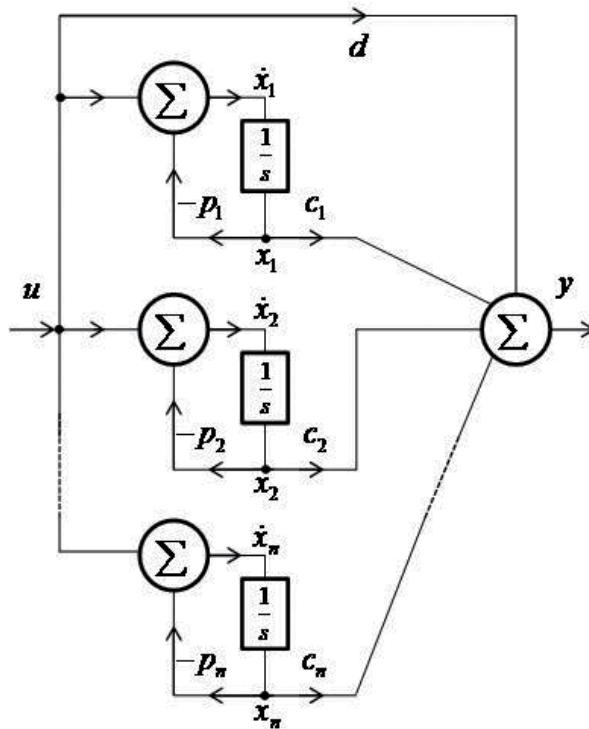 d
ẋ₁
Σ
1/s
−p₁
c₁
x₁
u
y
ẋ₂
Σ
Σ
1/s
−p₂
c₂
x₂
ẋₙ
Σ
1/s
−pₙ
cₙ
xₙ